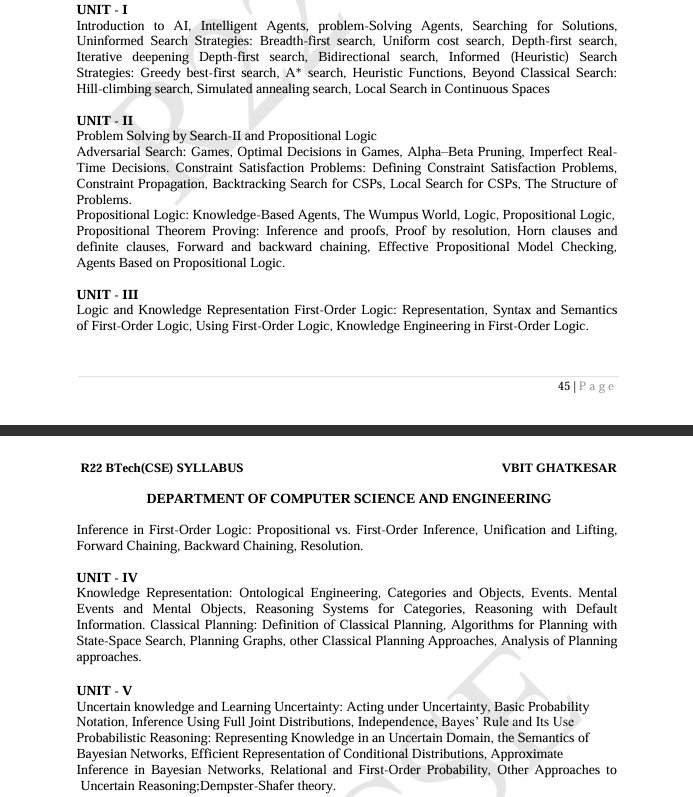 UNIT - I
Introduction to AI, Intelligent Agents, problem-Solving Agents, Searching for Solutions,
Uninformed Search Strategies: Breadth-first search, Uniform cost search, Depth-first search,
Iterative deepening Depth-first search, Bidirectional search, Informed (Heuristic) Search
Strategies: Greedy best-first search, A* search, Heuristic Functions, Beyond Classical Search:
Hill-climbing search, Simulated annealing search, Local Search in Continuous Spaces
UNIT - II
Problem Solving by Search-II and Propositional Logic
Adversarial Search: Games, Optimal Decisions in Games, Alpha–Beta Pruning, Imperfect Real-
Time Decisions. Constraint Satisfaction Problems: Defining Constraint Satisfaction Problems,
Constraint Propagation, Backtracking Search for CSPs, Local Search for CSPs, The Structure of
Problems.
Propositional Logic: Knowledge-Based Agents, The Wumpus World, Logic, Propositional Logic,
Propositional Theorem Proving: Inference and proofs, Proof by resolution, Horn clauses and
definite clauses, Forward and backward chaining, Effective Propositional Model Checking,
Agents Based on Propositional Logic.
UNIT - III
Logic and Knowledge Representation First-Order Logic: Representation, Syntax and Semantics
of First-Order Logic, Using First-Order Logic, Knowledge Engineering in First-Order Logic.
45 | Page
R22 BTech(CSE) SYLLABUS VBIT GHATKESAR
DEPARTMENT OF COMPUTER SCIENCE AND ENGINEERING
Inference in First-Order Logic: Propositional vs. First-Order Inference, Unification and Lifting,
Forward Chaining, Backward Chaining, Resolution.
UNIT - IV
Knowledge Representation: Ontological Engineering, Categories and Objects, Events. Mental
Events and Mental Objects, Reasoning Systems for Categories, Reasoning with Default
Information. Classical Planning: Definition of Classical Planning, Algorithms for Planning with
State-Space Search, Planning Graphs, other Classical Planning Approaches, Analysis of Planning
approaches.
UNIT - V
Uncertain knowledge and Learning Uncertainty: Acting under Uncertainty, Basic Probability
Notation, Inference Using Full Joint Distributions, Independence, Bayes’ Rule and Its Use
Probabilistic Reasoning: Representing Knowledge in an Uncertain Domain, the Semantics of
Bayesian Networks, Efficient Representation of Conditional Distributions, Approximate
Inference in Bayesian Networks, Relational and First-Order Probability, Other Approaches to
Uncertain Reasoning;Dempster-Shafer theory.
R22
CSE